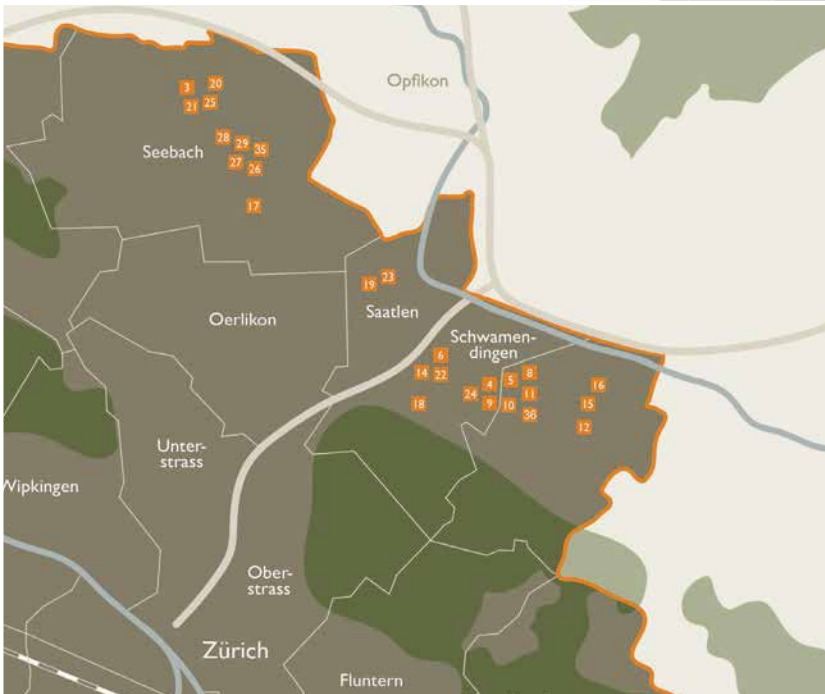 Opfikon
3
20
21
25
28
29
35
Seebach
27
26
17
23
19
Oerlikon
Saatlen
Schwamen-
dingen
6
14
22
4
5
8
16
24
11
18
9
10
15
38
12
Unter-
strass
Wipkingen
Ober-
strass
Zürich
Fluntern